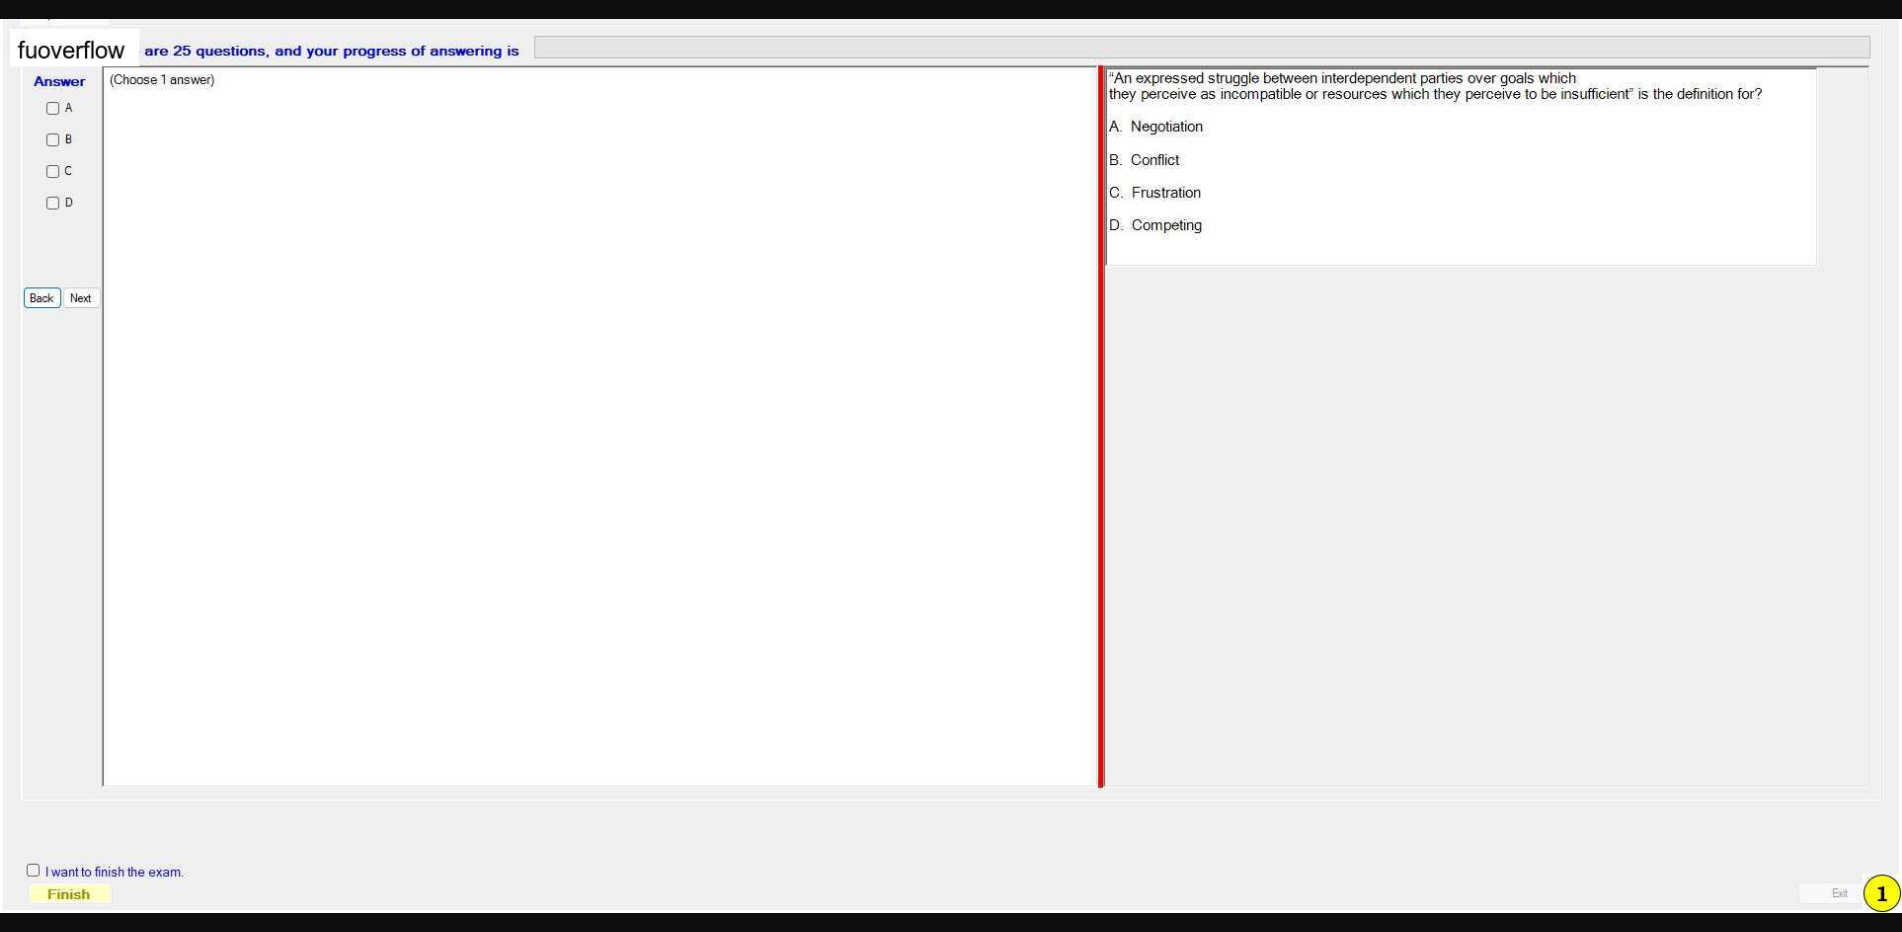 fuoverflow are 25 questions, and your progress of answering is
Answer
A
B
C
D
Back Next
(Choose 1 answer)
“An expressed struggle between interdependent parties over goals which
they perceive as incompatible or resources which they perceive to be insufficient” is the definition for?
A. Negotiation
B. Conflict
C. Frustration
D. Competing
I want to finish the exam.
Finish
Exit
1